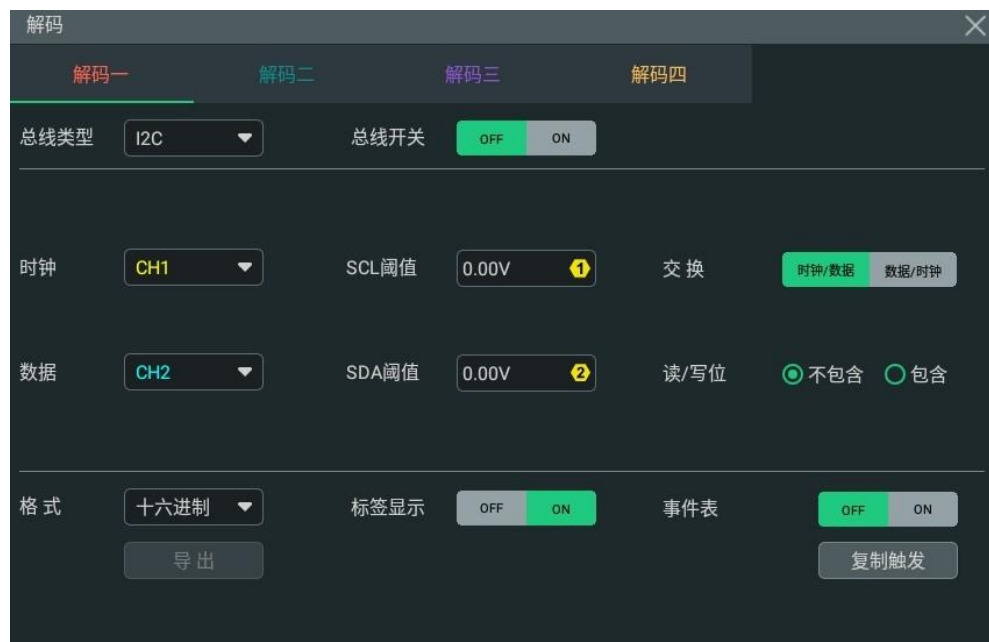 解码
解码一 解码二 解码三 解码四
总线类型 I2C 总线开关 OFF ON
时钟 CH1 SCL阈值 0.00V 1 交换 时钟/数据 数据/时钟
数据 CH2 SDA阈值 0.00V 2 读/写位 不包含 包含
格式 十六进制 标签显示 OFF ON 事件表 OFF ON
导出 复制触发